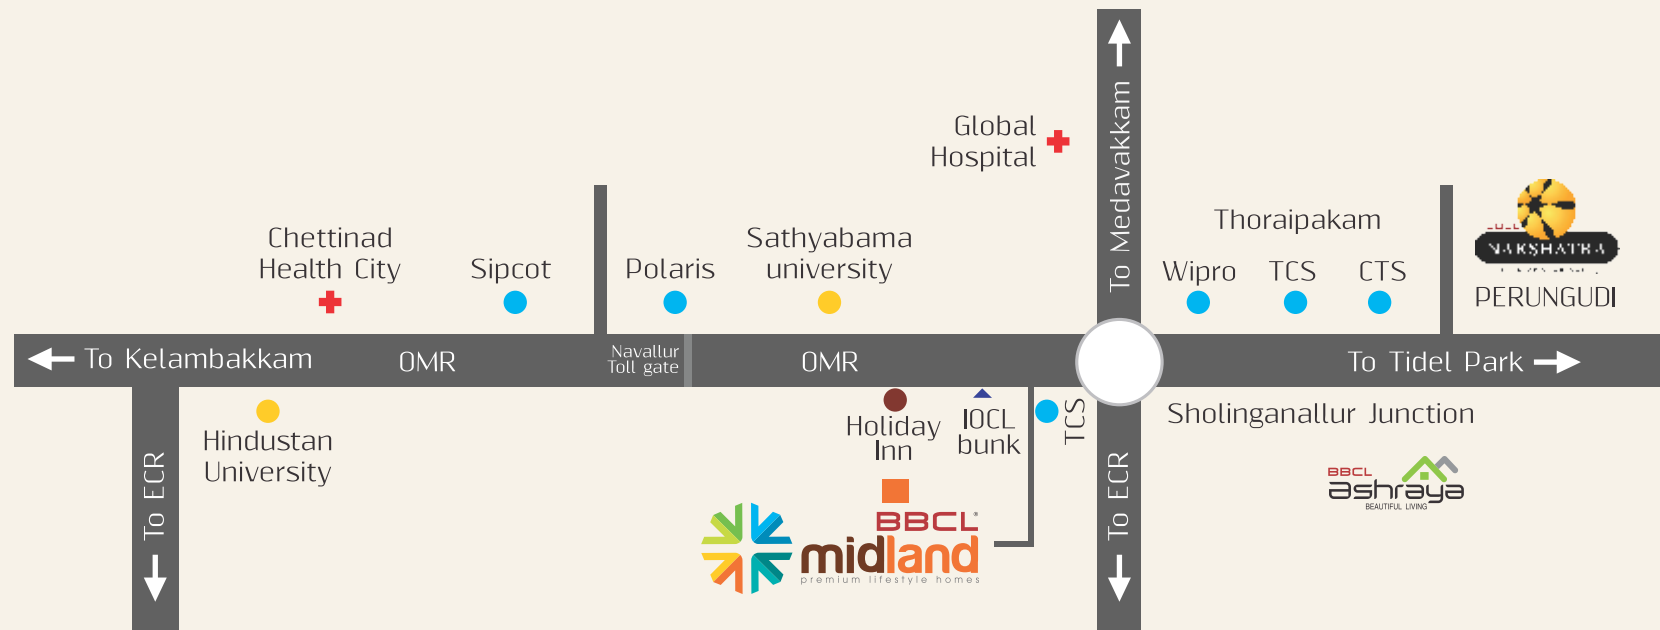 Global
Hospital
To Medavakkam
Thoraipakam
Wipro
TCS
CTS
NAKSHATRA
PERUNGUDI
Chettinad
Health City
Sipcot
Polaris
Sathyabama
university
To Kelambakkam
OMR
Navallur
Toll gate
OMR
To Tidel Park
Hindustan
University
Holiday
Inn
IOCL
bunk
TCS
Sholinganallur Junction
To ECR
To ECR
BBCL
ashraya
BEAUTIFUL LIVING
BBCL
midland
premium lifestyle homes